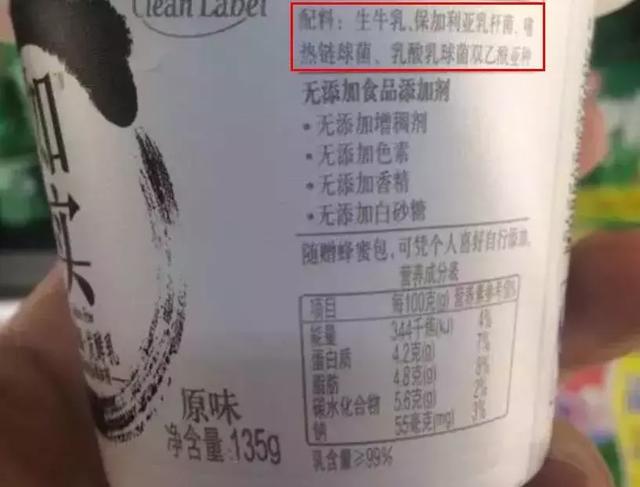 Clean Label
配料：生牛乳、保加利亚乳杆菌、嗜
热链球菌、乳酸乳球菌双乙酸亚种
无添加食品添加剂
·无添加增稠剂
·无添加色素
·无添加香精
·无添加白砂糖
随赠蜂蜜包，可凭个人喜好自行添加。
营养成分表
项目 每100克(g) 营养素参考值%
能量 344千焦(kJ) 4%
蛋白质 4.2克(g) 7%
脂肪 4.8克(g) 8%
碳水化合物 5.6克(g) 2%
钠 55毫克(mg) 3%
乳含量≥99%
加
实
原味
净含量:135g